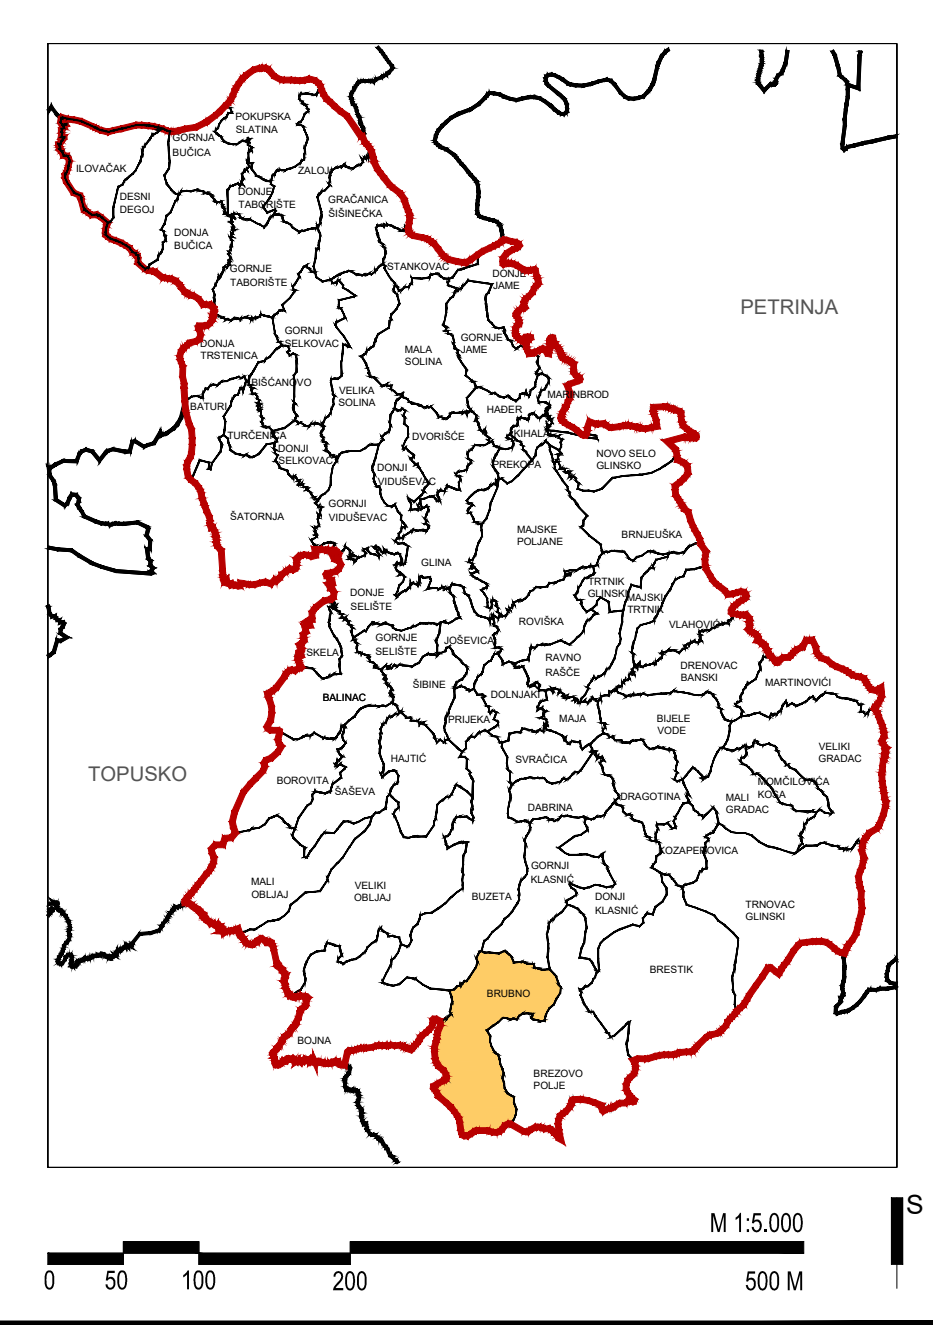 POKUPSKA
SLATINA
GORNJA
BUČICA
ILOVAČAK
ZALOJ
DESNI
DEGOJ
DONJE
TABORIŠTE
GRAČANICA
ŠIŠINEČKA
DONJA
BUČICA
STANKOVAC
GORNJE
TABORIŠTE
DONJE
JAME
PETRINJA
DONJA
TRSTENICA
GORNJI
SELKOVAC
MALA
SOLINA
GORNJE
JAME
BIŠĆANOVO
VELIKA
SOLINA
MARINBROD
BATURI
HAĐER
TURČENICA
DVORIŠĆE
KIHALA
DONJI
SELKOVAC
DONJI
VIDUŠEVAC
PREKOPA
NOVO SELO
GLINSKO
ŠATORNJA
GORNJI
VIDUŠEVAC
MAJSKE
POLJANE
BRNJEUŠKA
GLINA
DONJE
SELIŠTE
TRTNIK
GLINSKI
MAJSKI
TRTNIK
ROVIŠKA
VLAHOVIĆ
GORNJE
SELIŠTE
JOŠEVICA
SKELA
RAVNO
RAŠČE
DRENOVAC
BANSKI
MARTINOVIĆI
ŠIBINE
BALINAC
DOLNJAKI
PRIJEKA
MAJA
BIJELE
VODE
VELIKI
GRADAC
HAJTIĆ
SVRAČICA
TOPUSKO
BOROVITA
ŠAŠEVA
MOMČILOVIĆA
KOSA
DRAGOTINA
MALI
GRADAC
DABRINA
KOZAPEROVICA
GORNJI
KLASNIĆ
MALI
OBLJAJ
VELIKI
OBLJAJ
BUZETA
DONJI
KLASNIĆ
TRNOVAC
GLINSKI
BRESTIK
BRUBNO
BOJNA
BREZOVO
POLJE
S
M 1:5.000
0 50 100 200 500 M